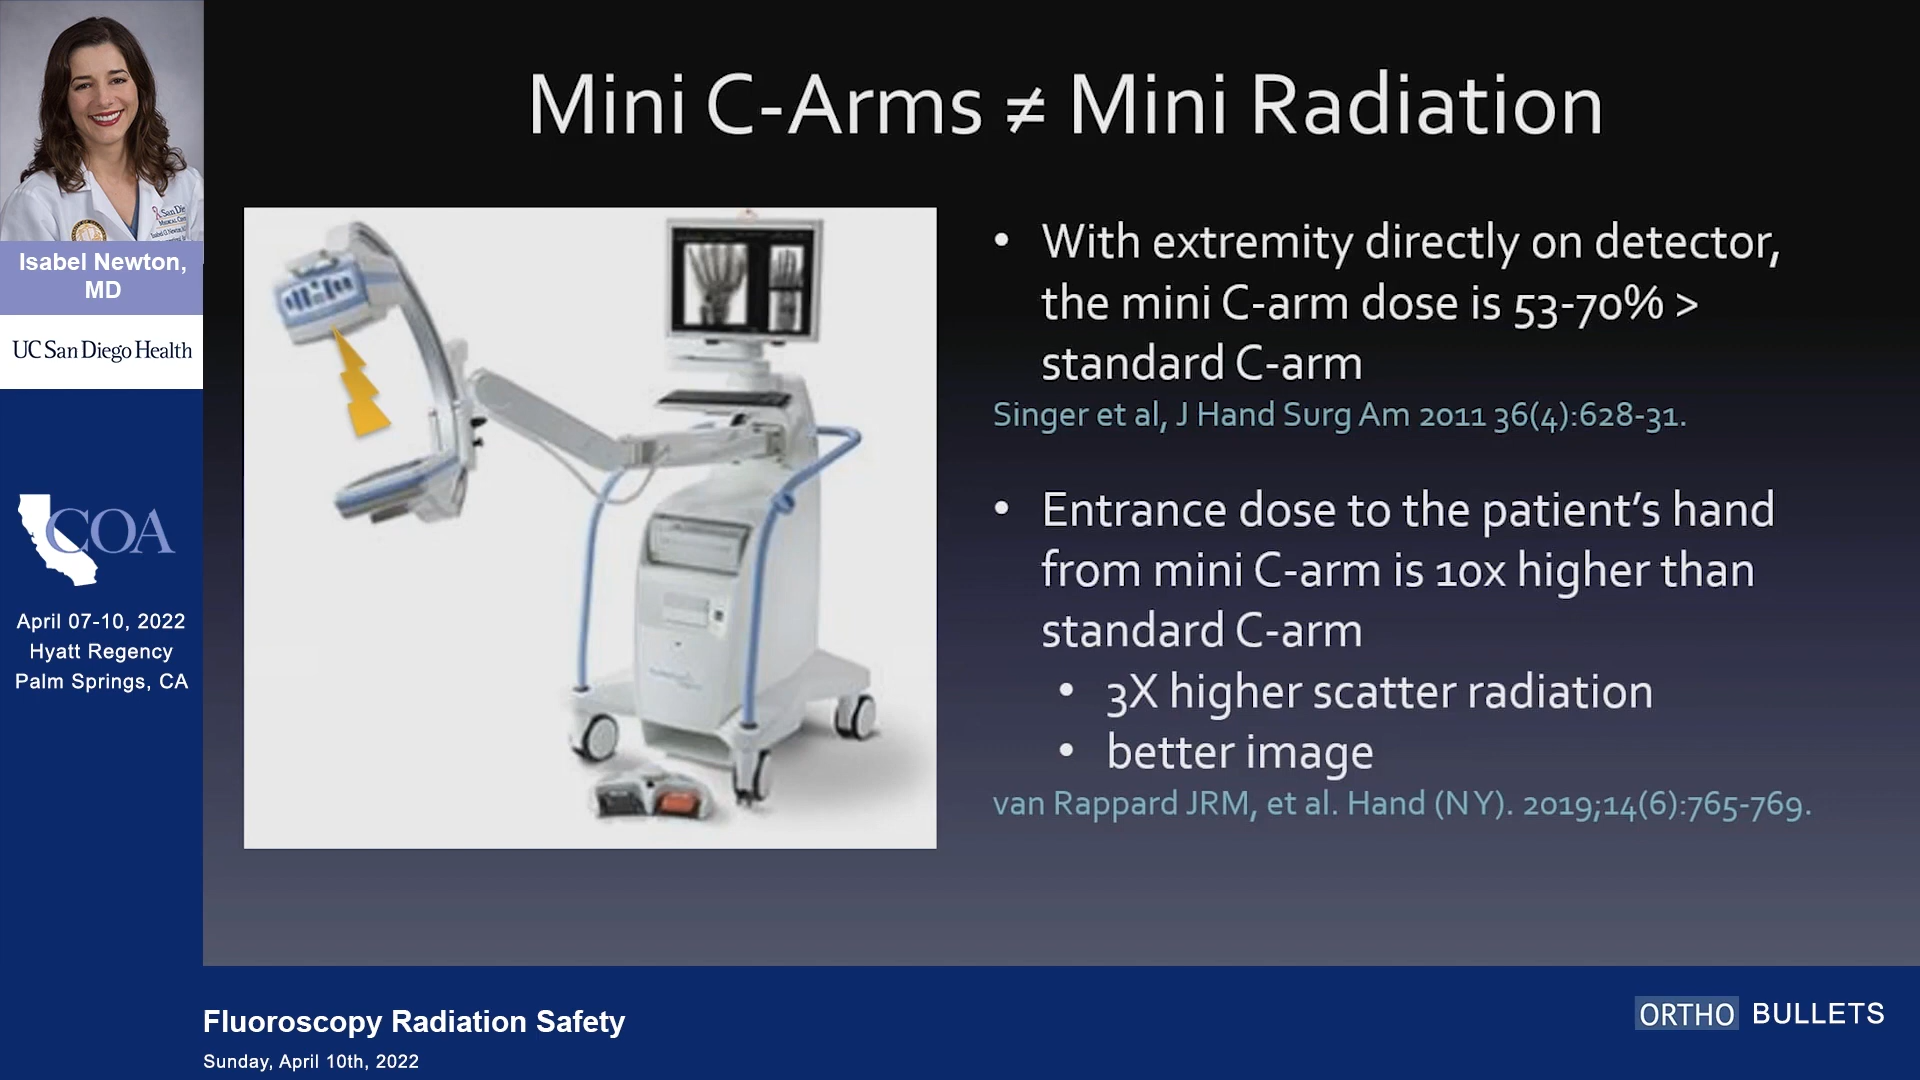 Mini C-Arms ≠ Mini Radiation
• With extremity directly on detector,
the mini C-arm dose is 53-70% >
standard C-arm
Singer et al, J Hand Surg Am 2011 36(4):628-31.
• Entrance dose to the patient's hand
from mini C-arm is 10x higher than
standard C-arm
• 3X higher scatter radiation
• better image
van Rappard JRM, et al. Hand (N Y). 2019;14(6):765-769.
Isabel Newton,
MD
UC San Diego Health
COA
April 07-10, 2022
Hyatt Regency
Palm Springs, CA
Fluoroscopy Radiation Safety
Sunday, April 10th, 2022
ORTHO BULLETS